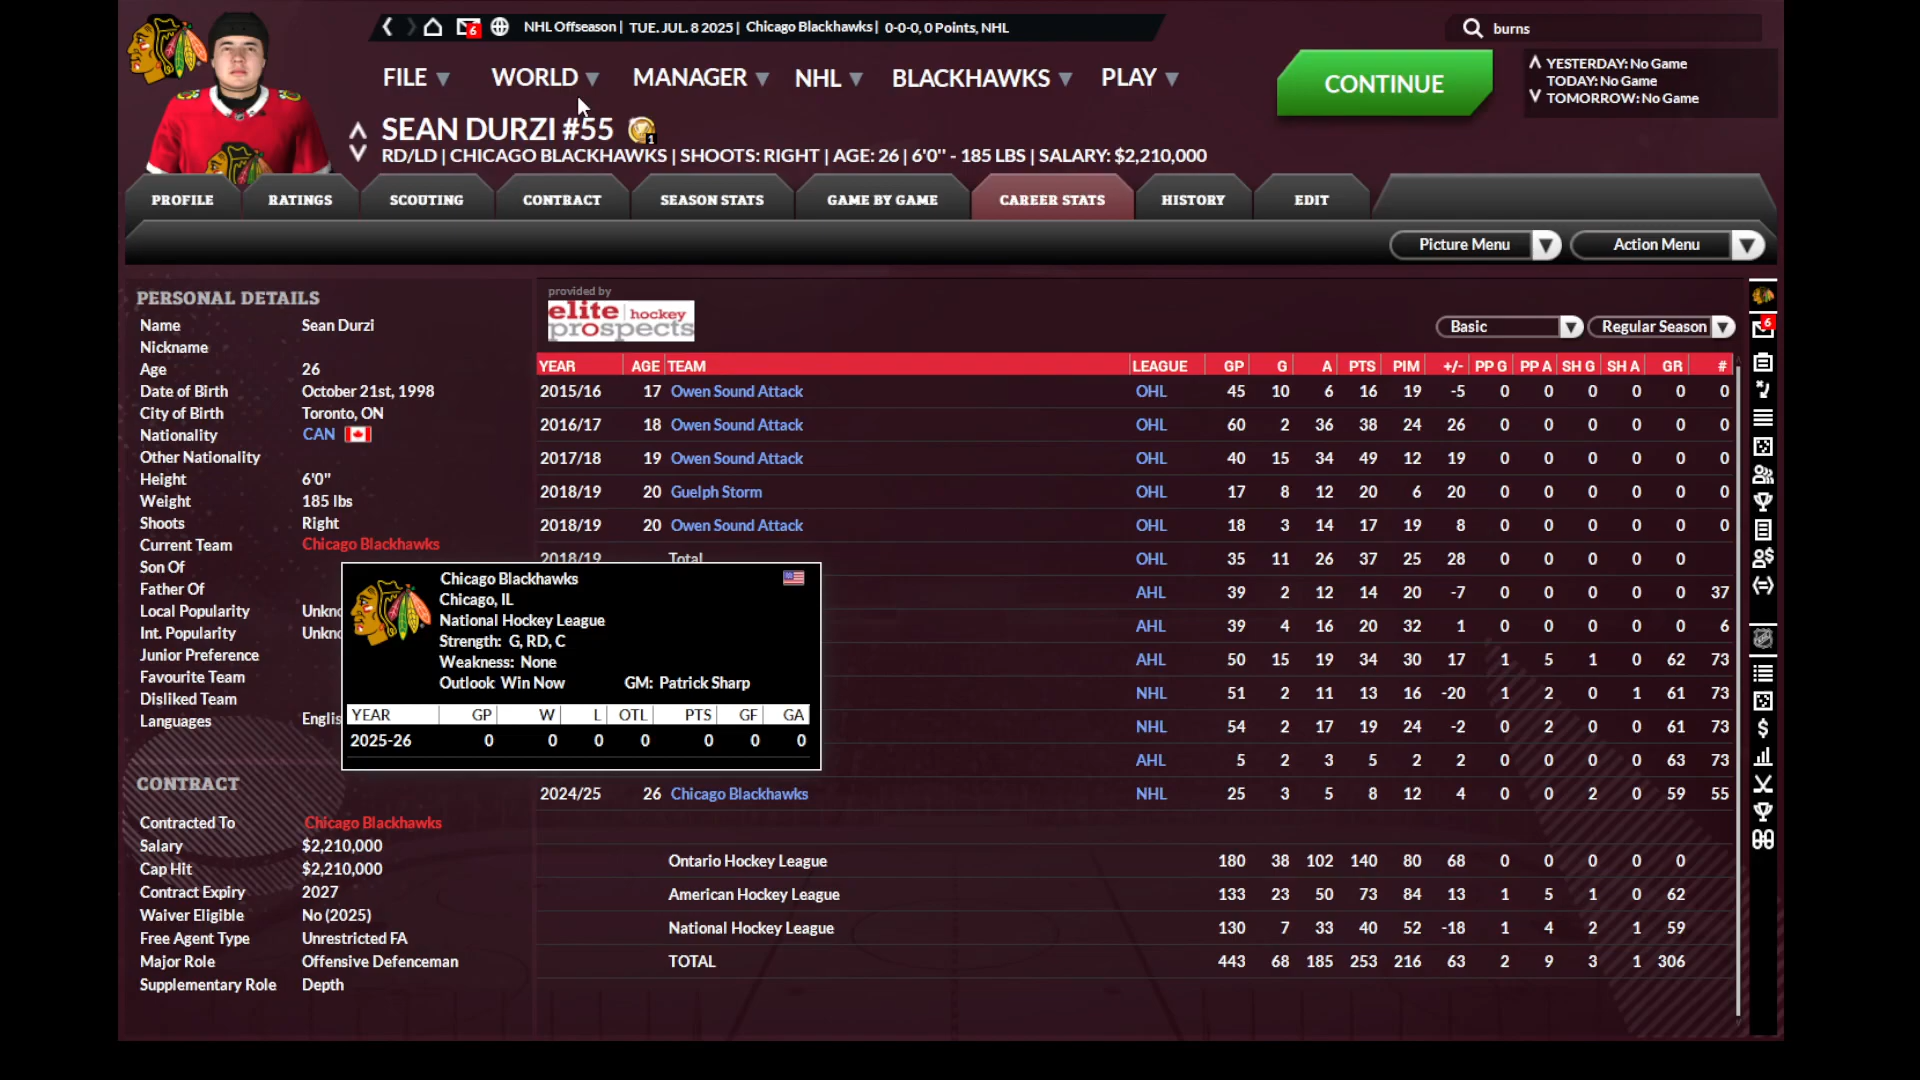 NHL Offseason | TUE. JUL. 8 2025 | Chicago Blackhawks | 0-0-0, 0 Points, NHL
6
burns
FILE WORLD MANAGER NHL BLACKHAWKS PLAY
CONTINUE
YESTERDAY: No Game
TODAY: No Game
TOMORROW: No Game
SEAN DURZI #55
1
RD/LD | CHICAGO BLACKHAWKS | SHOOTS: RIGHT | AGE: 26 | 6'0" - 185 LBS | SALARY: $2,210,000
PROFILE RATINGS SCOUTING CONTRACT SEASON STATS GAME BY GAME CAREER STATS HISTORY EDIT
Picture Menu Action Menu
PERSONAL DETAILS
Name Sean Durzi
Nickname
Age 26
Date of Birth October 21st, 1998
City of Birth Toronto, ON
Nationality CAN
Other Nationality
Height 6'0"
Weight 185 lbs
Shoots Right
Current Team Chicago Blackhawks
Son Of
Father Of
Local Popularity
Int. Popularity
Junior Preference
Favourite Team
Disliked Team
Languages
CONTRACT
Contracted To Chicago Blackhawks
Salary $2,210,000
Cap Hit $2,210,000
Contract Expiry 2027
Waiver Eligible No (2025)
Free Agent Type Unrestricted FA
Major Role Offensive Defenceman
Supplementary Role Depth
provided by
elite hockey
prospects
Basic Regular Season
6
YEAR AGE TEAM LEAGUE GP G A PTS PIM +/- PP G PP A SH G SH A GR #
2015/16 17 Owen Sound Attack OHL 45 10 6 16 19 -5 0 0 0 0 0 0
2016/17 18 Owen Sound Attack OHL 60 2 36 38 24 26 0 0 0 0 0 0
2017/18 19 Owen Sound Attack OHL 40 15 34 49 12 19 0 0 0 0 0 0
2018/19 20 Guelph Storm OHL 17 8 12 20 6 20 0 0 0 0 0 0
2018/19 20 Owen Sound Attack OHL 18 3 14 17 19 8 0 0 0 0 0 0
2018/19 Total OHL 35 11 26 37 25 28 0 0 0 0 0
AHL 39 2 12 14 20 -7 0 0 0 0 0 37
AHL 39 4 16 20 32 1 0 0 0 0 0 6
AHL 50 15 19 34 30 17 1 5 1 0 62 73
NHL 51 2 11 13 16 -20 1 2 0 1 61 73
NHL 54 2 17 19 24 -2 0 2 0 0 61 73
AHL 5 2 3 5 2 2 0 0 0 0 63 73
2024/25 26 Chicago Blackhawks NHL 25 3 5 8 12 4 0 0 2 0 59 55
Ontario Hockey League 180 38 102 140 80 68 0 0 0 0 0
American Hockey League 133 23 50 73 84 13 1 5 1 0 62
National Hockey League 130 7 33 40 52 -18 1 4 2 1 59
TOTAL 443 68 185 253 216 63 2 9 3 1 306
Chicago Blackhawks
Chicago, IL
National Hockey League
Strength: G, RD, C
Weakness: None
Outlook: Win Now GM: Patrick Sharp
YEAR GP W L OTL PTS GF GA
2025-26 0 0 0 0 0 0 0